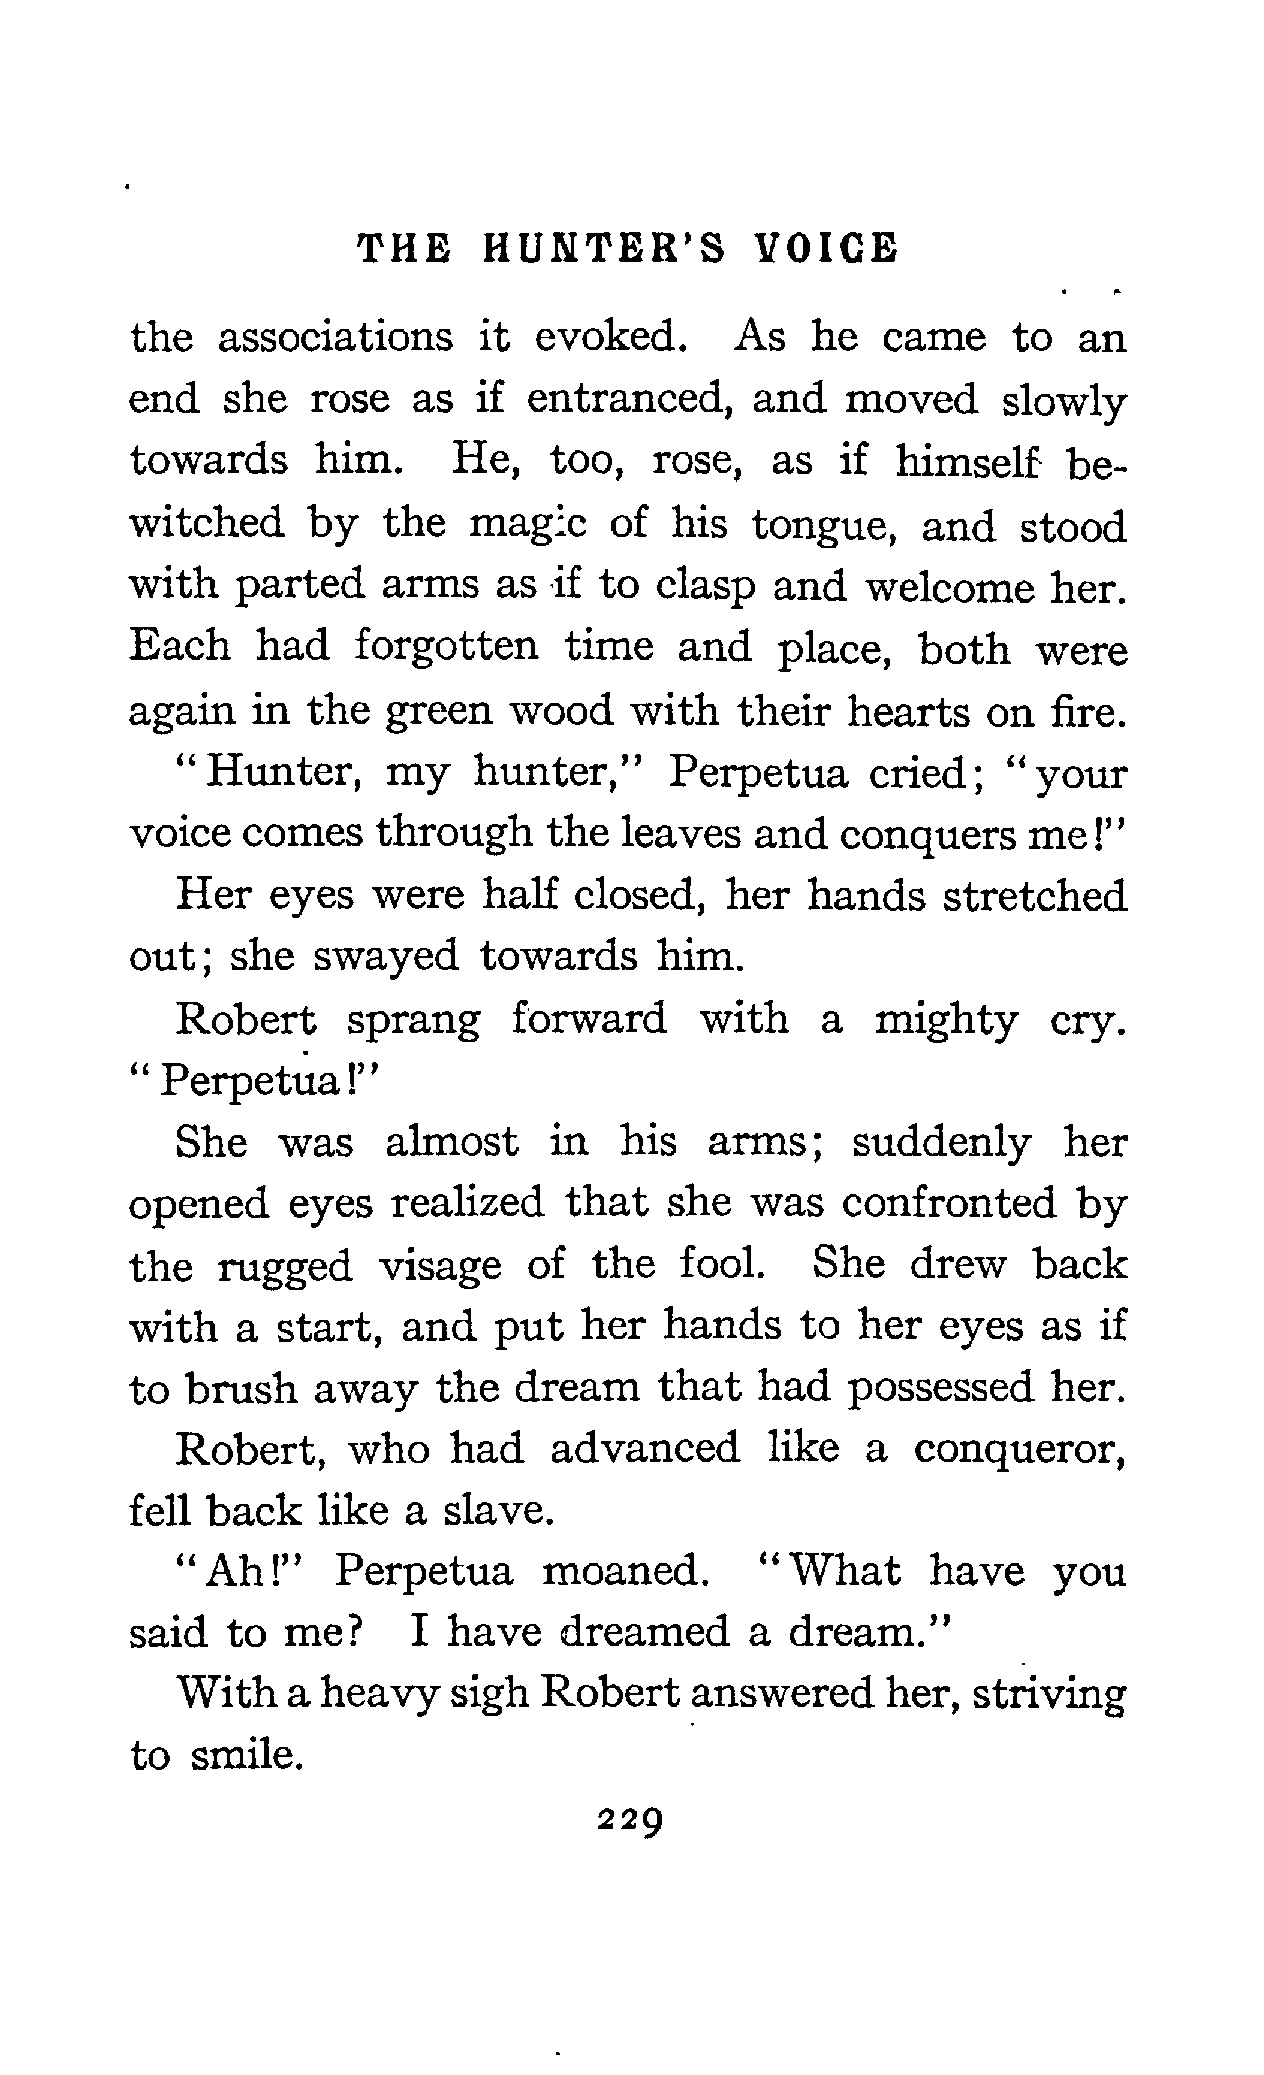 THE HUNTER'S VOICE
the associations it evoked. As he came to an
end she rose as if entranced, and moved slowly
towards him. He, too, rose, as if himself be-
witched by the magic of his tongue, and stood
with parted arms as if to clasp and welcome her.
Each had forgotten time and place, both were
again in the green wood with their hearts on fire.
"Hunter, my hunter," Perpetua cried; "your
voice comes through the leaves and conquers me!"
Her eyes were half closed, her hands stretched
out; she swayed towards him.
Robert sprang forward with a mighty cry.
"Perpetua!"
She was almost in his arms; suddenly her
opened eyes realized that she was confronted by
the rugged visage of the fool. She drew back
with a start, and put her hands to her eyes as if
to brush away the dream that had possessed her.
Robert, who had advanced like a conqueror,
fell back like a slave.
"Ah!" Perpetua moaned. "What have you
said to me? I have dreamed a dream."
With a heavy sigh Robert answered her, striving
to smile.
229